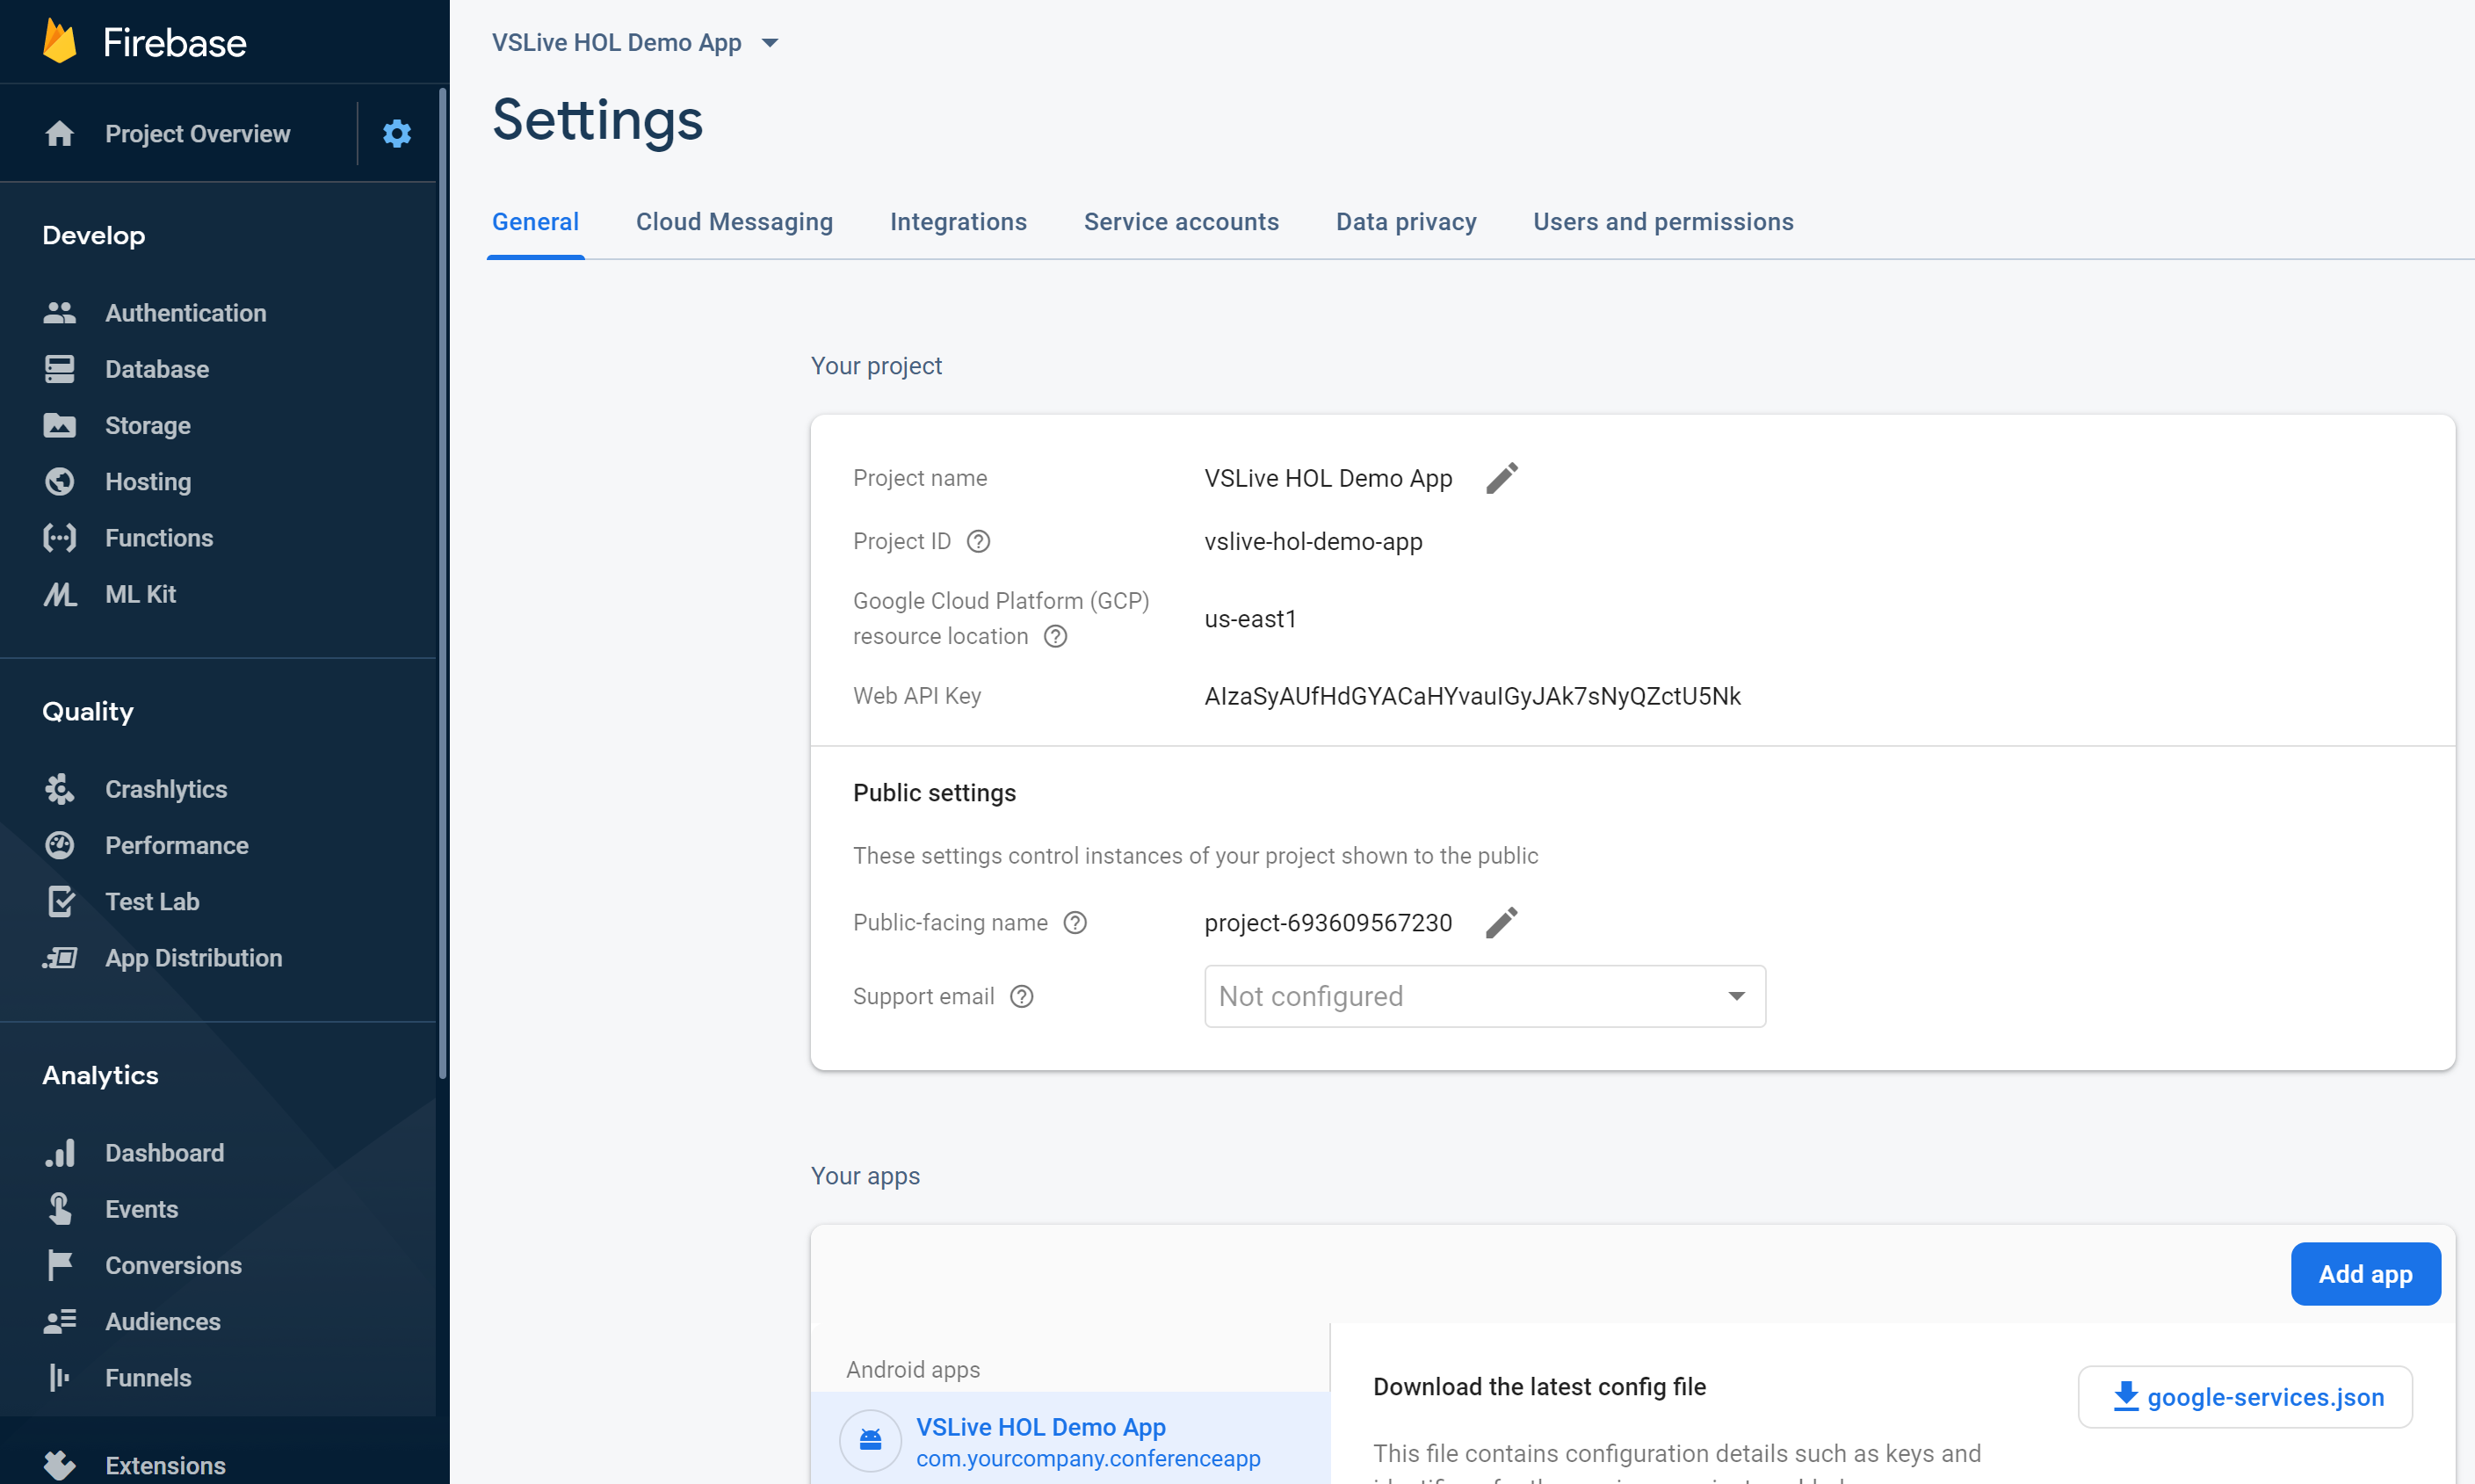 Firebase
Project Overview
Develop
Authentication
Database
Storage
Hosting
Functions
ML Kit
Quality
Crashlytics
Performance
Test Lab
App Distribution
Analytics
Dashboard
Events
Conversions
Audiences
Funnels
Extensions
VSLive HOL Demo App
Settings
General
Cloud Messaging
Integrations
Service accounts
Data privacy
Users and permissions
Your project
Project name
VSLive HOL Demo App
Project ID
vslive-hol-demo-app
Google Cloud Platform (GCP)
resource location
us-east1
Web API Key
AIzaSyAUfHdGYACaHYvauIGyJAk7sNyQZctU5Nk
Public settings
These settings control instances of your project shown to the public
Public-facing name
project-693609567230
Support email
Not configured
Your apps
Add app
Android apps
VSLive HOL Demo App
com.yourcompany.conferenceapp
Download the latest config file
google-services.json
This file contains configuration details such as keys and